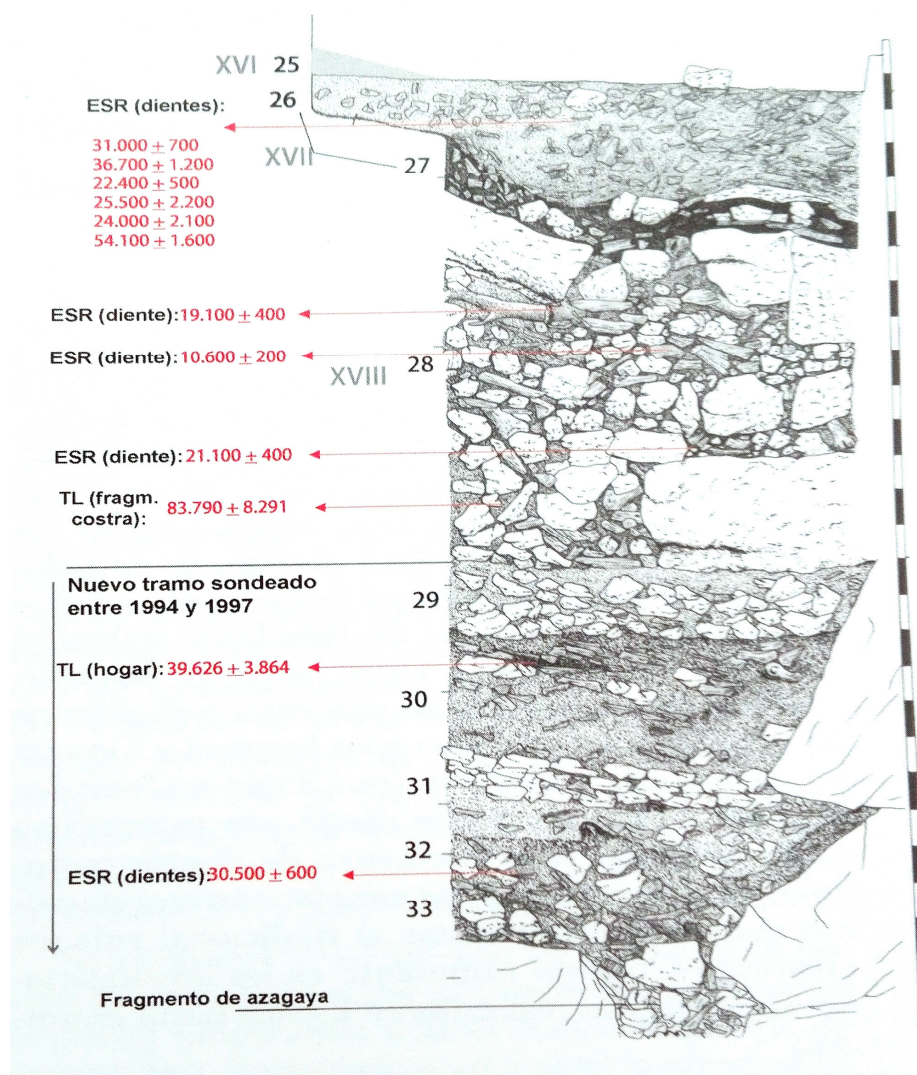 XVI 25
ESR (dientes):
26
31.000 ± 700
36.700 ± 1.200
22.400 ± 500
25.500 ± 2.200
24.000 ± 2.100
54.100 ± 1.600
XVII
27
ESR (diente): 19.100 ± 400
ESR (diente): 10.600 ± 200
XVIII 28
ESR (diente): 21.100 ± 400
TL (fragm.
costra): 83.790 ± 8.291
Nuevo tramo sondeado
entre 1994 y 1997
29
TL (hogar): 39.626 ± 3.864
30
31
32
ESR (dientes): 30.500 ± 600
33
Fragmento de azagaya